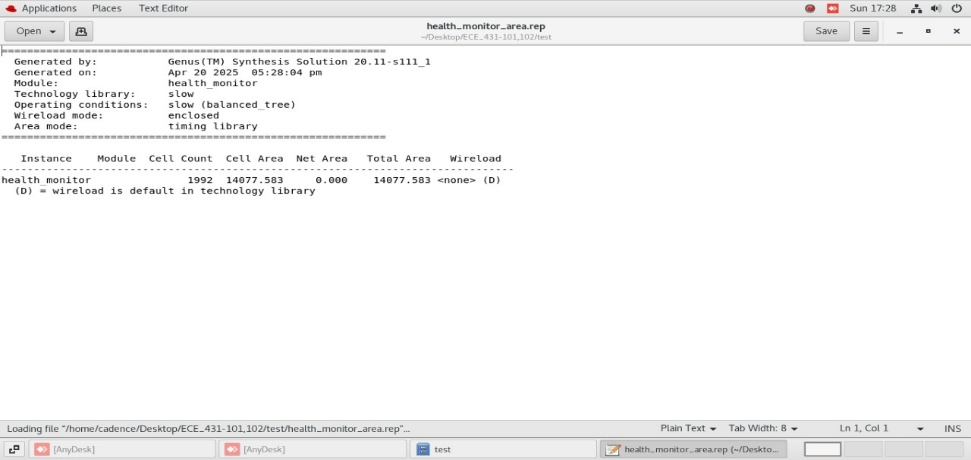 Applications Places Text Editor Sun 17:28
Open health_monitor_area.rep Save
~/Desktop/ECE_431-101,102/test
============================================================
Generated by: Genus(TM) Synthesis Solution 20.11-s111_1
Generated on: Apr 20 2025 05:28:04 pm
Module: health_monitor
Technology library: slow
Operating conditions: slow (balanced_tree)
Wireload mode: enclosed
Area mode: timing library
============================================================
Instance Module Cell Count Cell Area Net Area Total Area Wireload
--------------------------------------------------------------------------------
health_monitor 1992 14077.583 0.000 14077.583 <none> (D)
(D) = wireload is default in technology library
Loading file "/home/cadence/Desktop/ECE_431-101,102/test/health_monitor_area.rep"... Plain Text Tab Width: 8 Ln 1, Col 1 INS
[AnyDesk] [AnyDesk] test health_monitor_area.rep (~/Deskto...